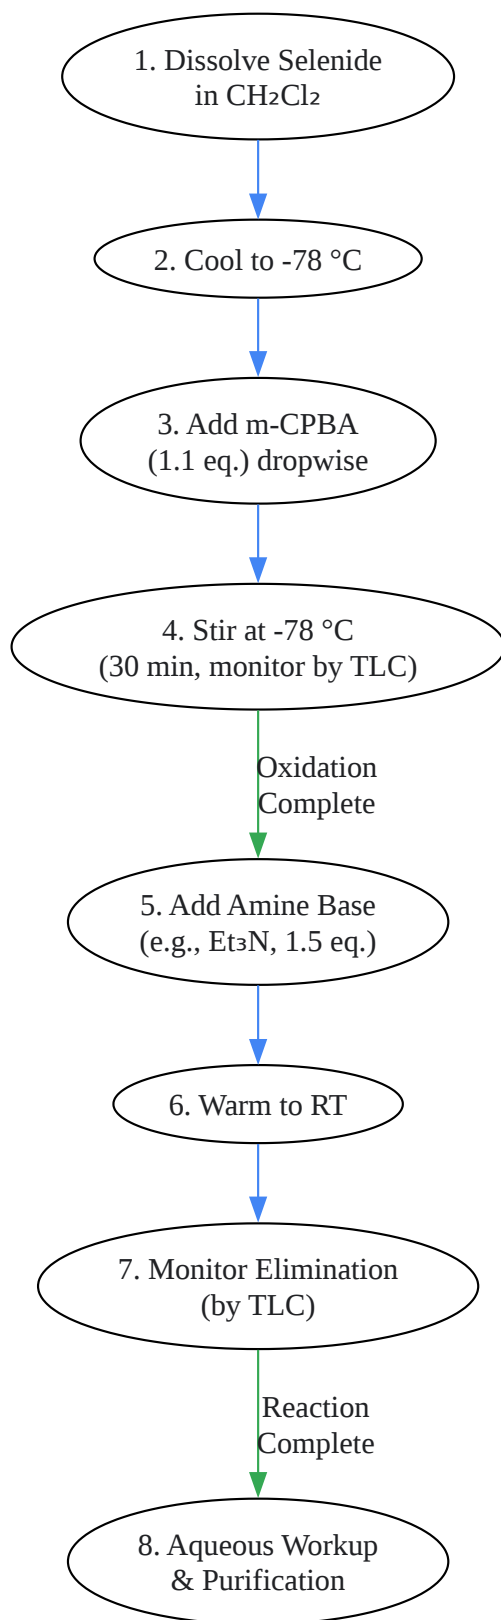 1. Dissolve Selenide
in CH₂Cl₂
2. Cool to -78 °C
3. Add m-CPBA
(1.1 eq.) dropwise
4. Stir at -78 °C
(30 min, monitor by TLC)
Oxidation
Complete
5. Add Amine Base
(e.g., Et₃N, 1.5 eq.)
6. Warm to RT
7. Monitor Elimination
(by TLC)
Reaction
Complete
8. Aqueous Workup
& Purification